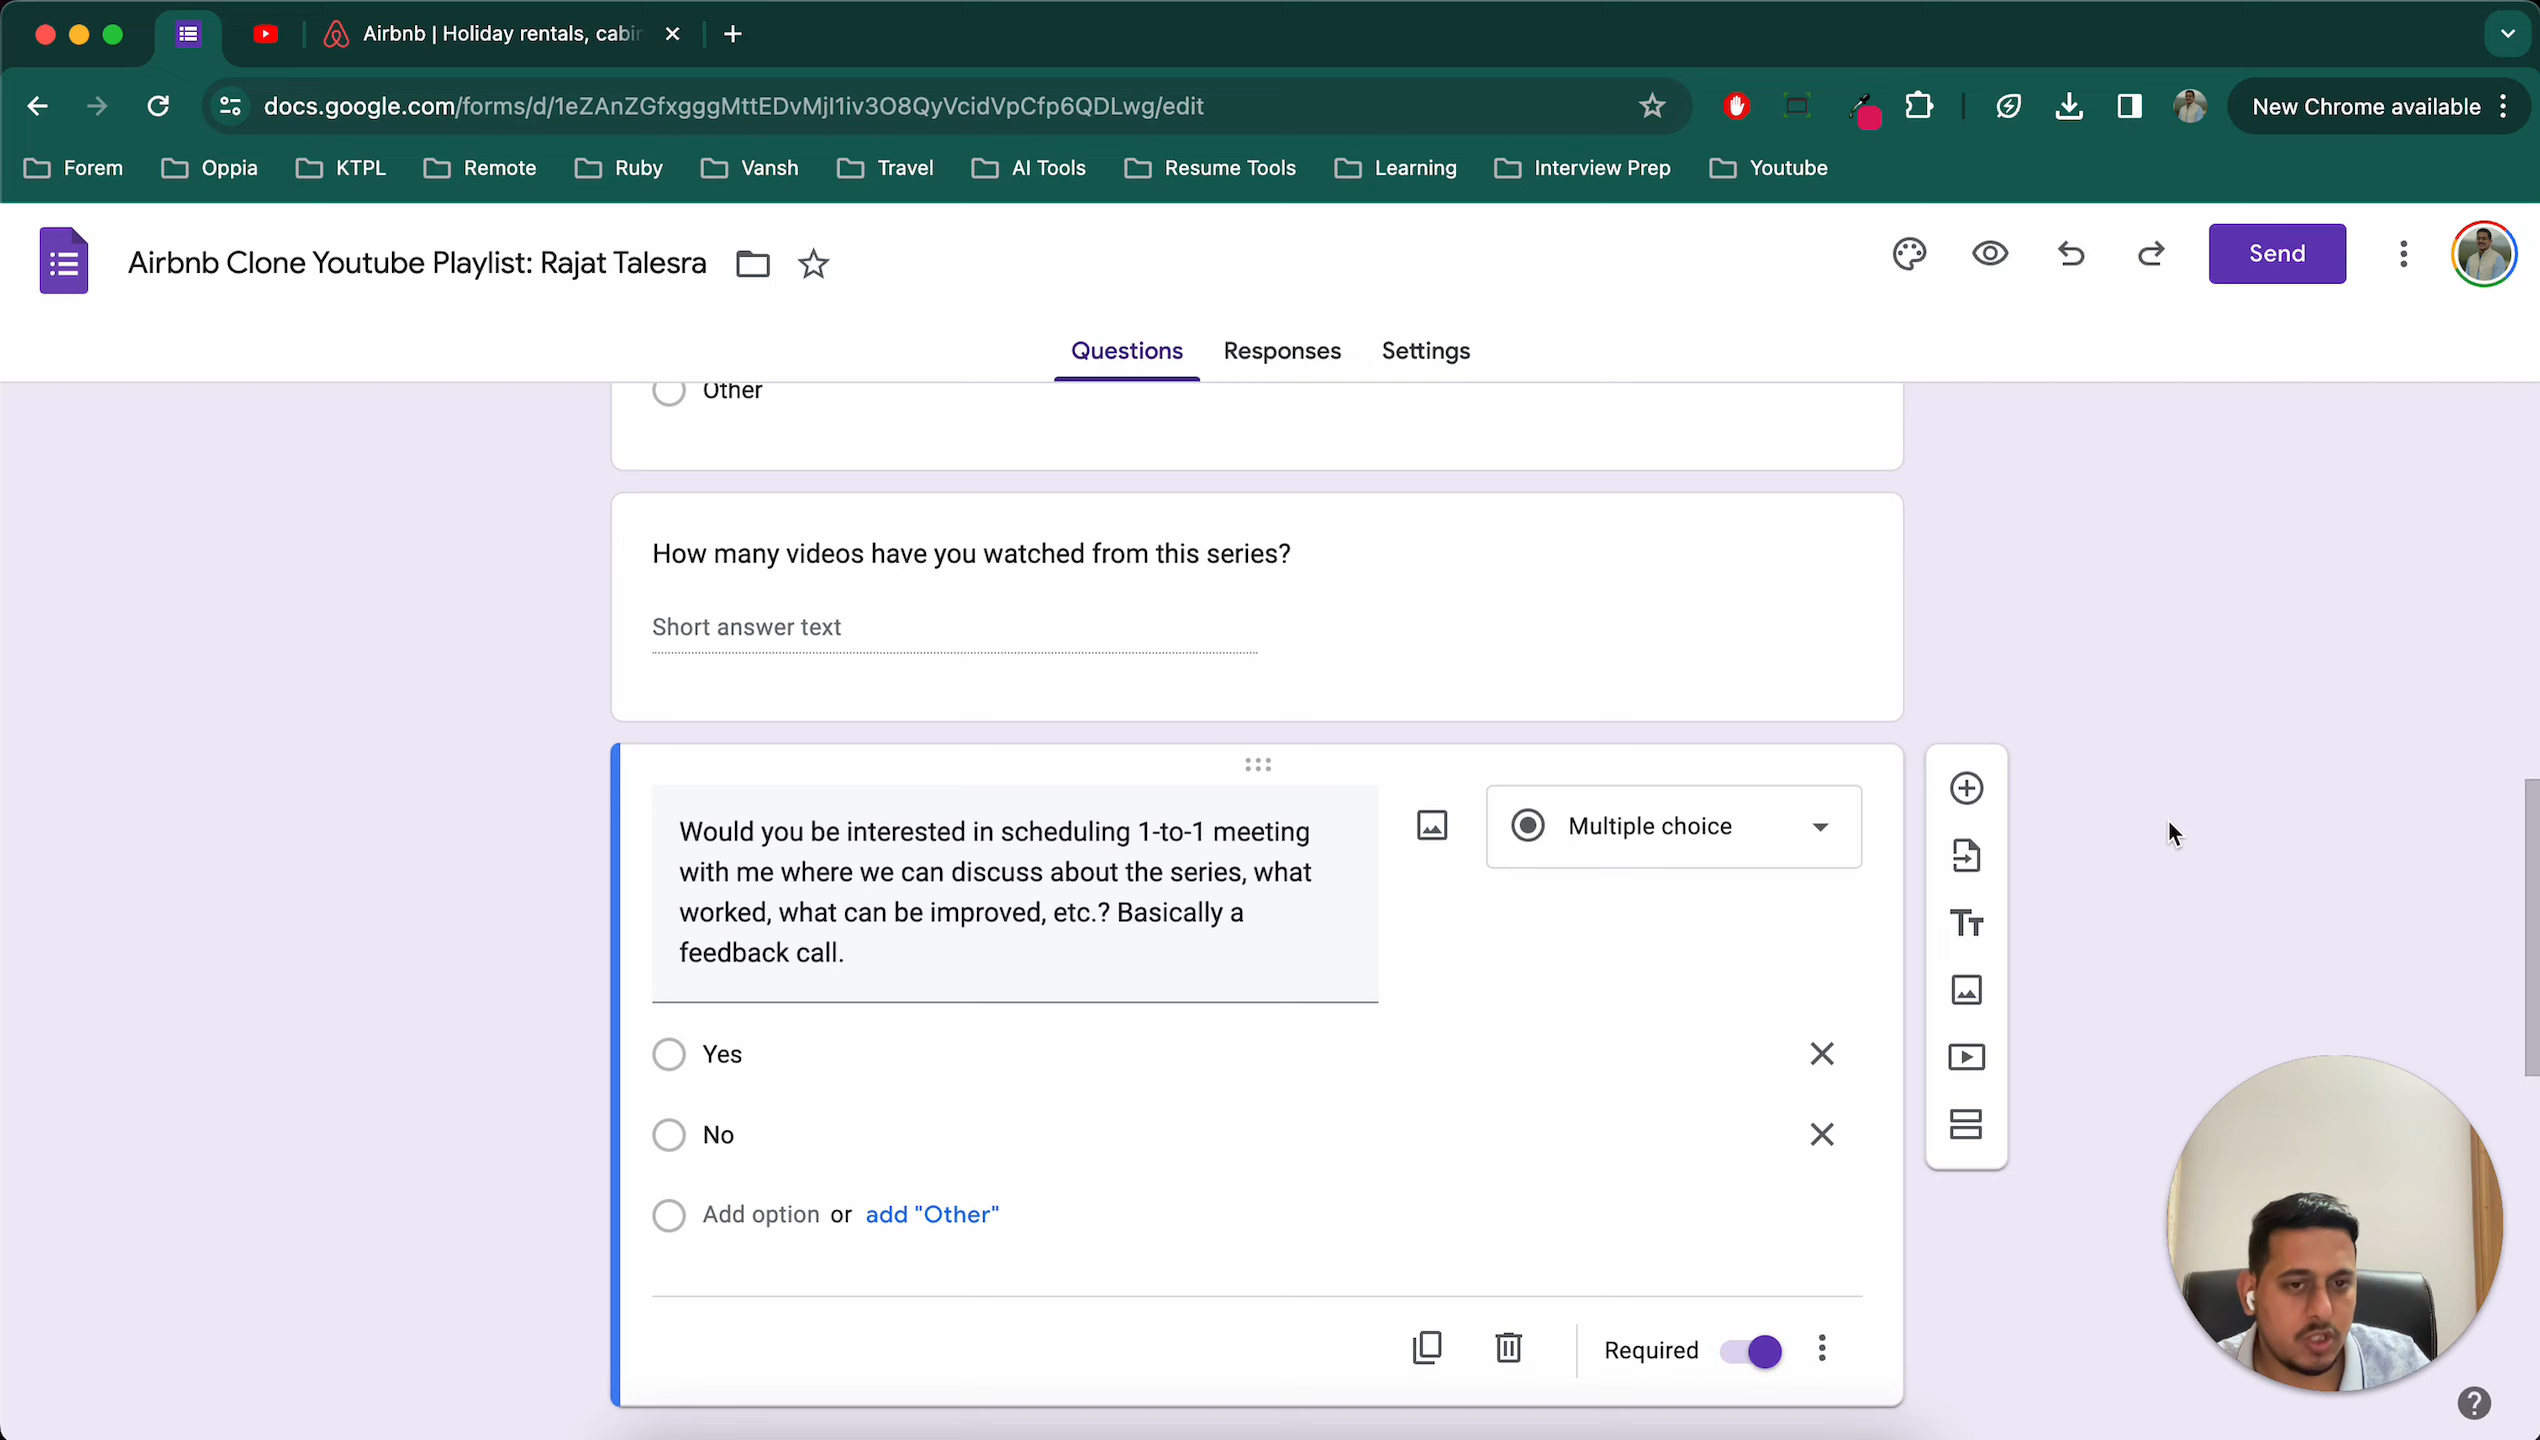 Airbnb | Holiday rentals, cabin
docs.google.com/forms/d/1eZAnZGfxgggMttEDvMjl1iv3O8QyVcidVpCfp6QDLwg/edit
New Chrome available
Forem
Oppia
KTPL
Remote
Ruby
Vansh
Travel
AI Tools
Resume Tools
Learning
Interview Prep
Youtube
Airbnb Clone Youtube Playlist: Rajat Talesra
Send
Questions
Responses
Settings
Other
How many videos have you watched from this series?
Short answer text
Would you be interested in scheduling 1-to-1 meeting
with me where we can discuss about the series, what
worked, what can be improved, etc.? Basically a
feedback call.
Multiple choice
Yes
No
Add option or add "Other"
Required